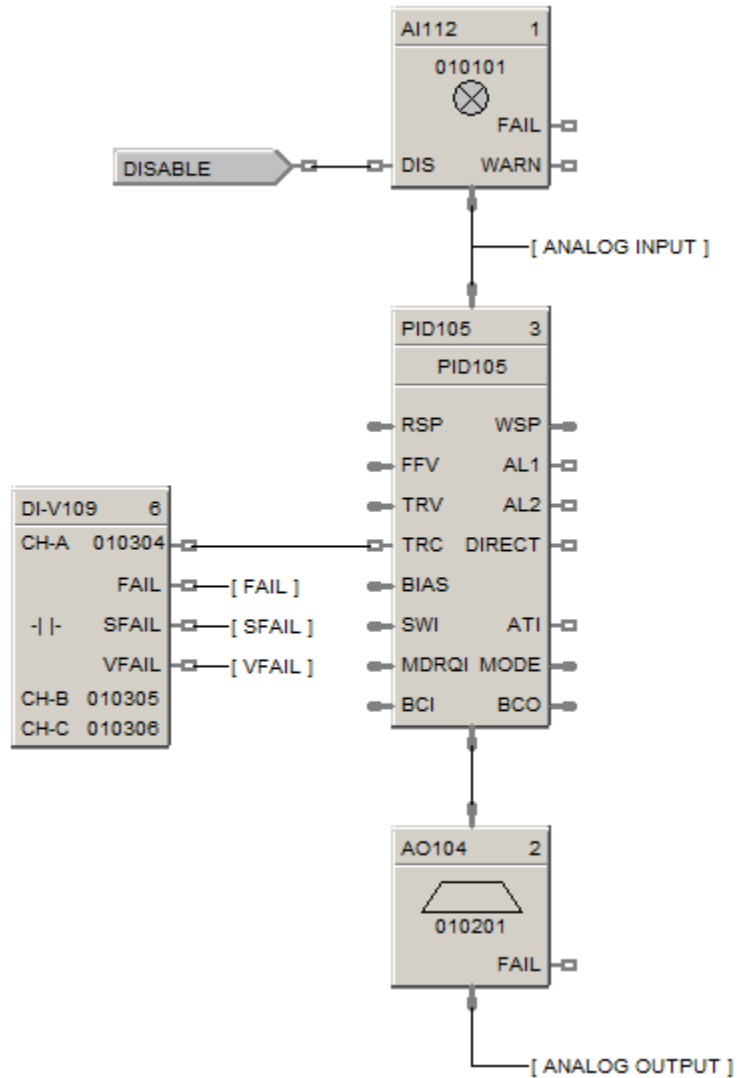 AI112 1
010101
FAIL
DISABLE
DIS WARN
[ ANALOG INPUT ]
PID105 3
PID105
RSP WSP
FFV AL1
TRV AL2
TRC DIRECT
BIAS
SWI ATI
MDRQI MODE
BCI BCO
DI-V109 6
CH-A 010304
FAIL [ FAIL ]
-| |- SFAIL [ SFAIL ]
VFAIL [ VFAIL ]
CH-B 010305
CH-C 010306
AO104 2
010201
FAIL
[ ANALOG OUTPUT ]